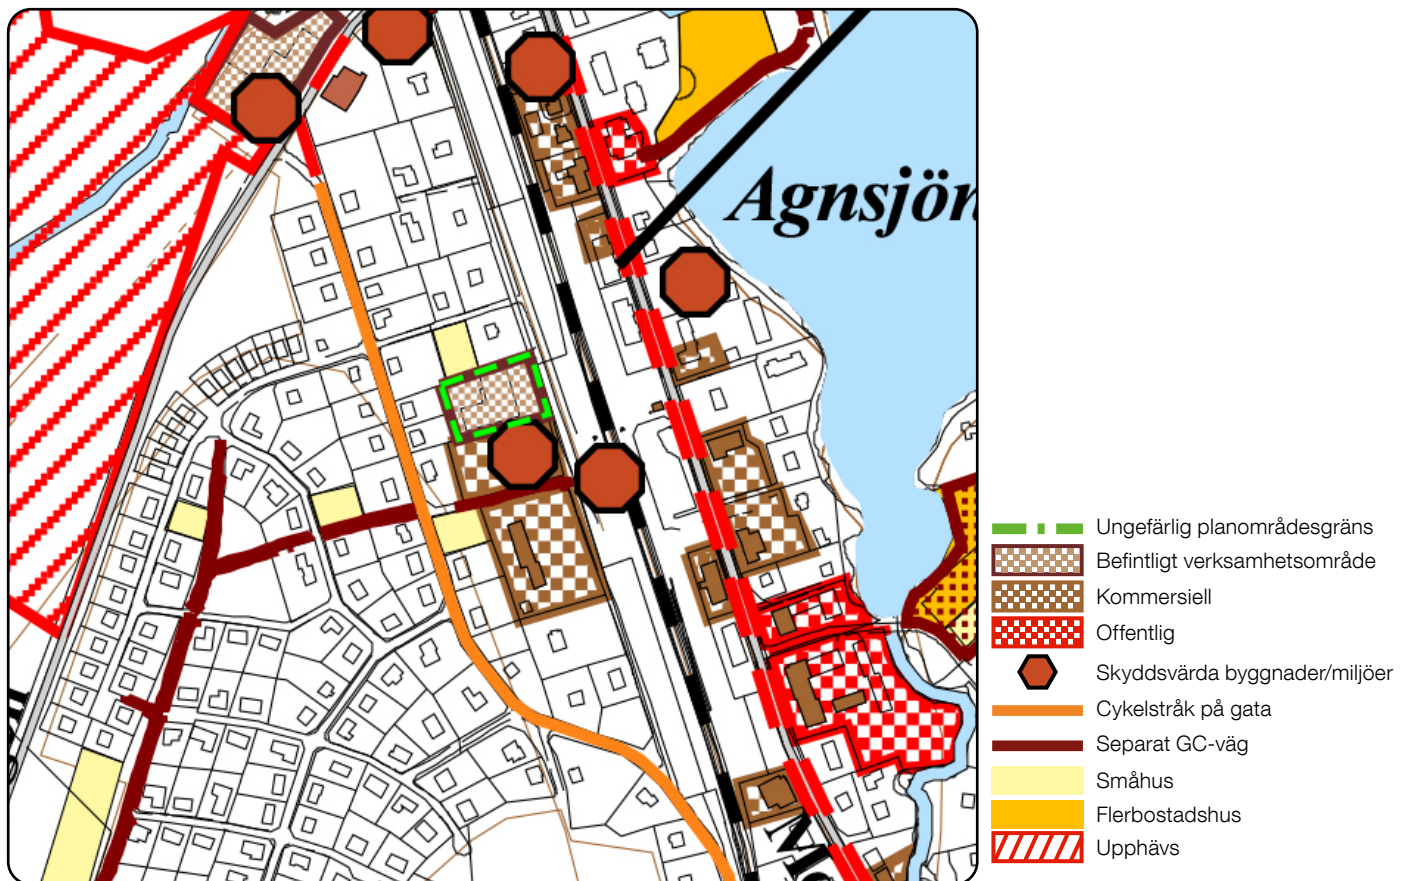 Agnsjön
Ungefärlig planområdesgräns
Befintligt verksamhetsområde
Kommersiell
Offentlig
Skyddsvärda byggnader/miljöer
Cykelstråk på gata
Separat GC-väg
Småhus
Flerbostadshus
Upphävs